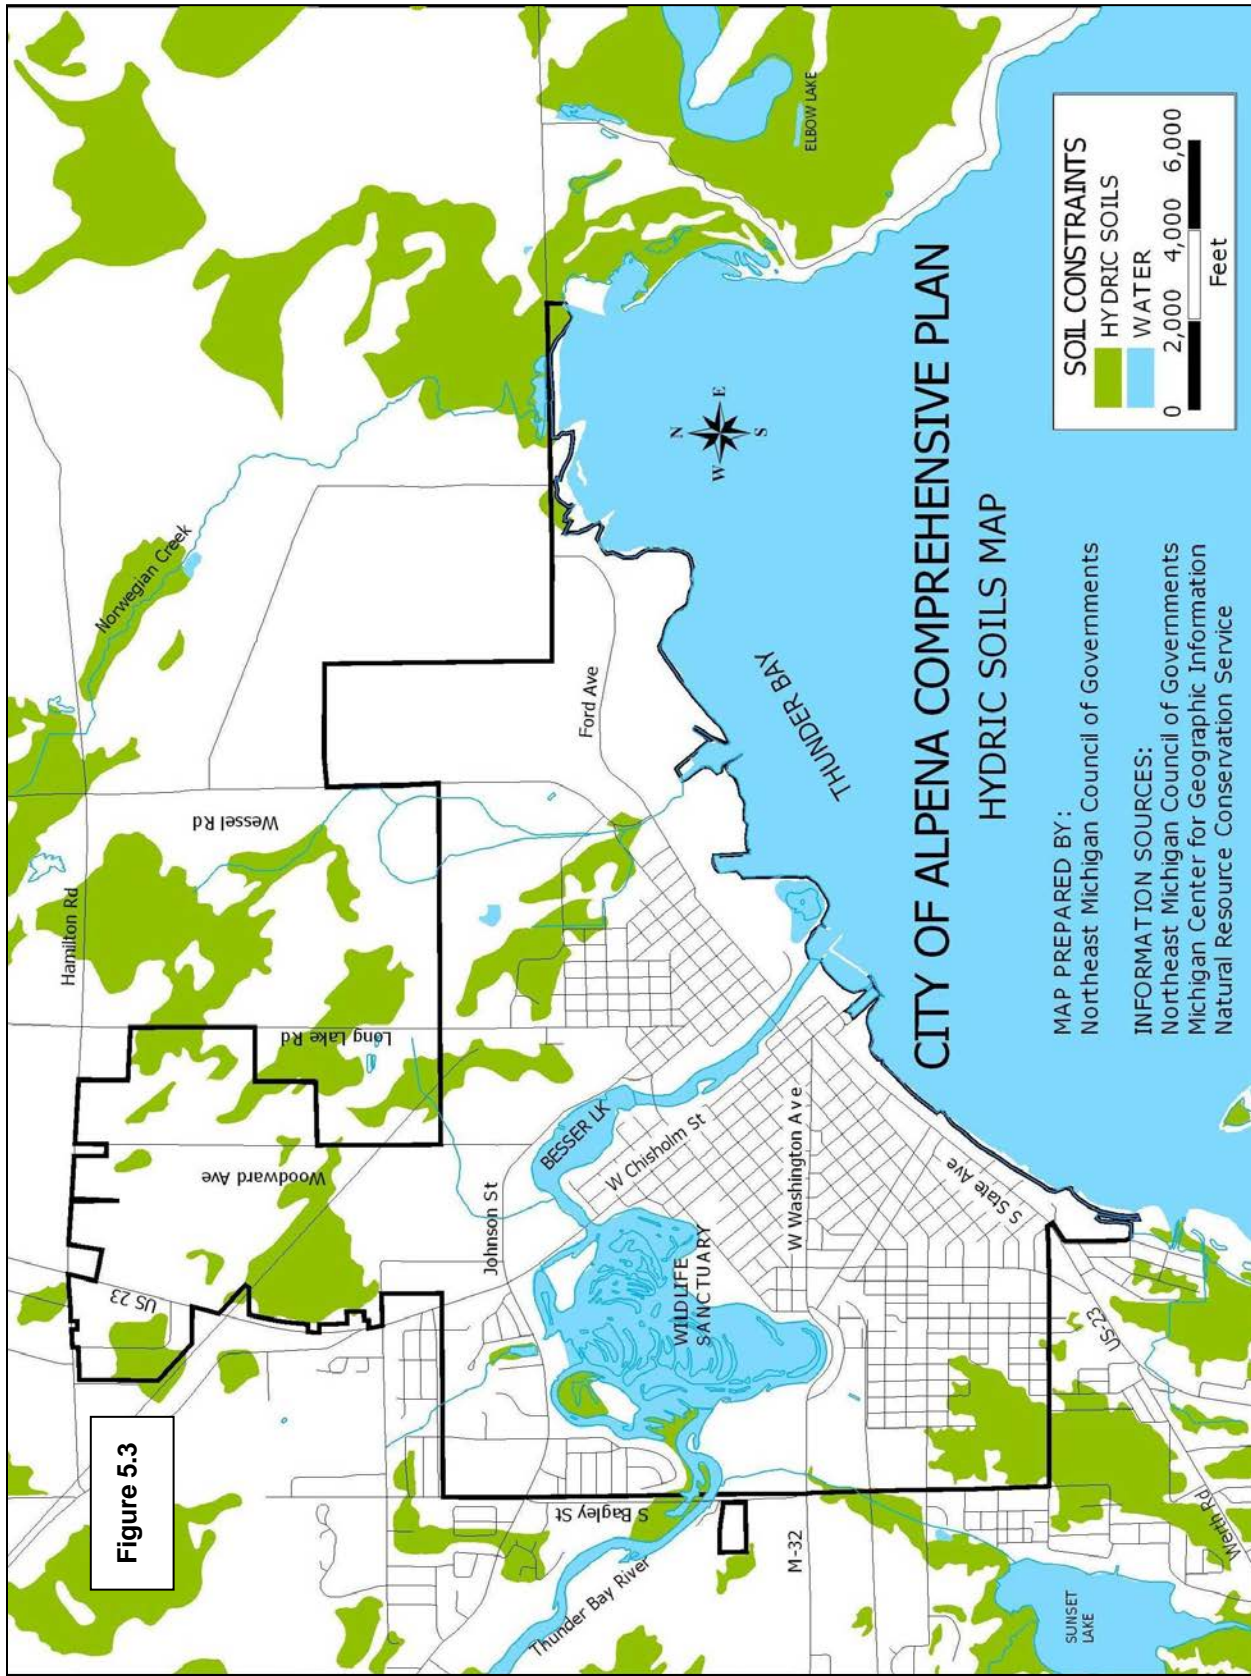 Figure 5.3
Hamilton Rd
Norwegian Creek
Wessel Rd
Long Lake Rd
Woodward Ave
US 23
Johnson St
Ford Ave
ELBOW LAKE
BESSER LK
W Chisholm St
WILDLIFE
SANCTUARY
S Bagley St
Thunder Bay River
M-32
W Washington Ave
S State Ave
US-23
Werth Rd
SUNSET
LAKE
THUNDER BAY
N
W
E
S
CITY OF ALPENA COMPREHENSIVE PLAN
HYDRIC SOILS MAP
MAP PREPARED BY:
Northeast Michigan Council of Governments
INFORMATION SOURCES:
Northeast Michigan Council of Governments
Michigan Center for Geographic Information
Natural Resource Conservation Service
SOIL CONSTRAINTS
HYDRIC SOILS
WATER
0 2,000 4,000 6,000
Feet